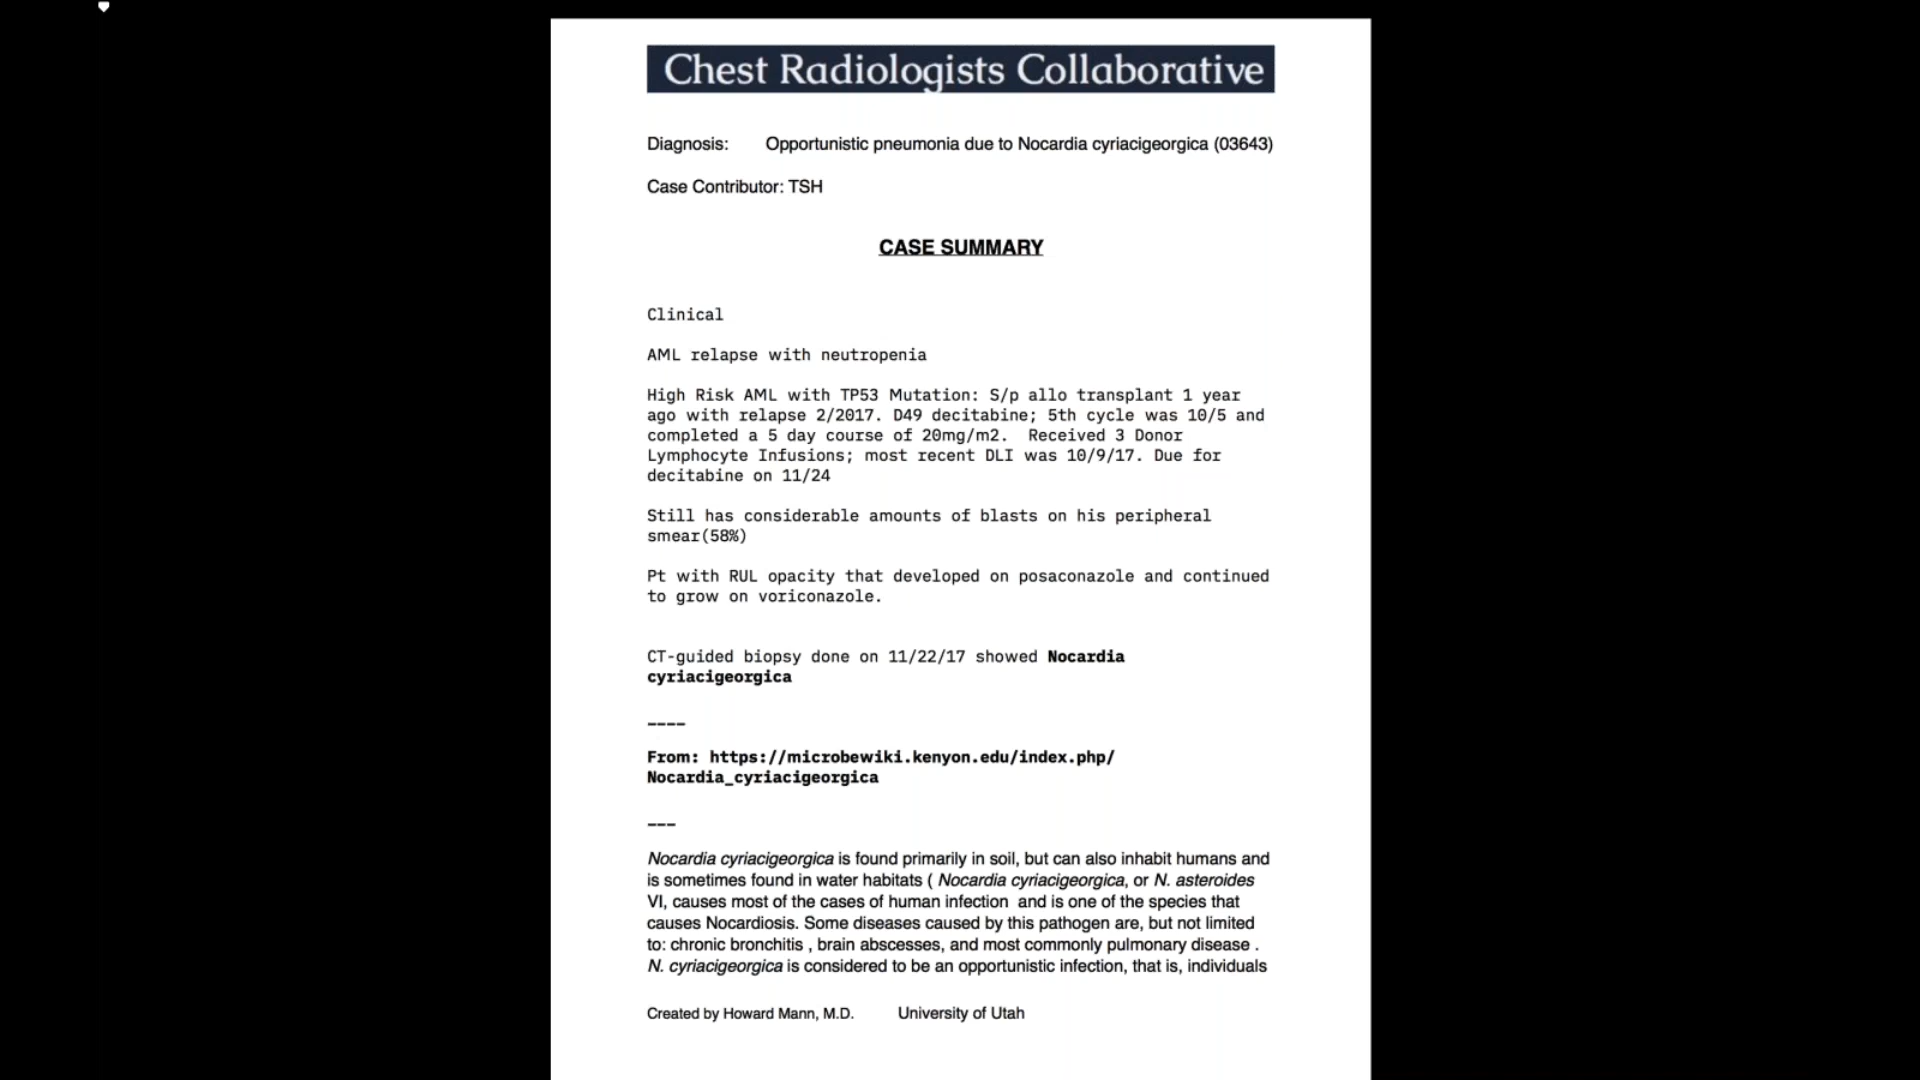 Chest Radiologists Collaborative
Diagnosis: Opportunistic pneumonia due to Nocardia cyriacigeorgica (03643)
Case Contributor: TSH
CASE SUMMARY
Clinical
AML relapse with neutropenia
High Risk AML with TP53 Mutation: S/p allo transplant 1 year
ago with relapse 2/2017. D49 decitabine; 5th cycle was 10/5 and
completed a 5 day course of 20mg/m2.  Received 3 Donor
Lymphocyte Infusions; most recent DLI was 10/9/17. Due for
decitabine on 11/24
Still has considerable amounts of blasts on his peripheral
smear(58%)
Pt with RUL opacity that developed on posaconazole and continued
to grow on voriconazole.
CT-guided biopsy done on 11/22/17 showed Nocardia
cyriacigeorgica
----
From: https://microbewiki.kenyon.edu/index.php/
Nocardia_cyriacigeorgica
---
Nocardia cyriacigeorgica is found primarily in soil, but can also inhabit humans and
is sometimes found in water habitats ( Nocardia cyriacigeorgica, or N. asteroides
VI, causes most of the cases of human infection  and is one of the species that
causes Nocardiosis. Some diseases caused by this pathogen are, but not limited
to: chronic bronchitis , brain abscesses, and most commonly pulmonary disease .
N. cyriacigeorgica is considered to be an opportunistic infection, that is, individuals
Created by Howard Mann, M.D. University of Utah